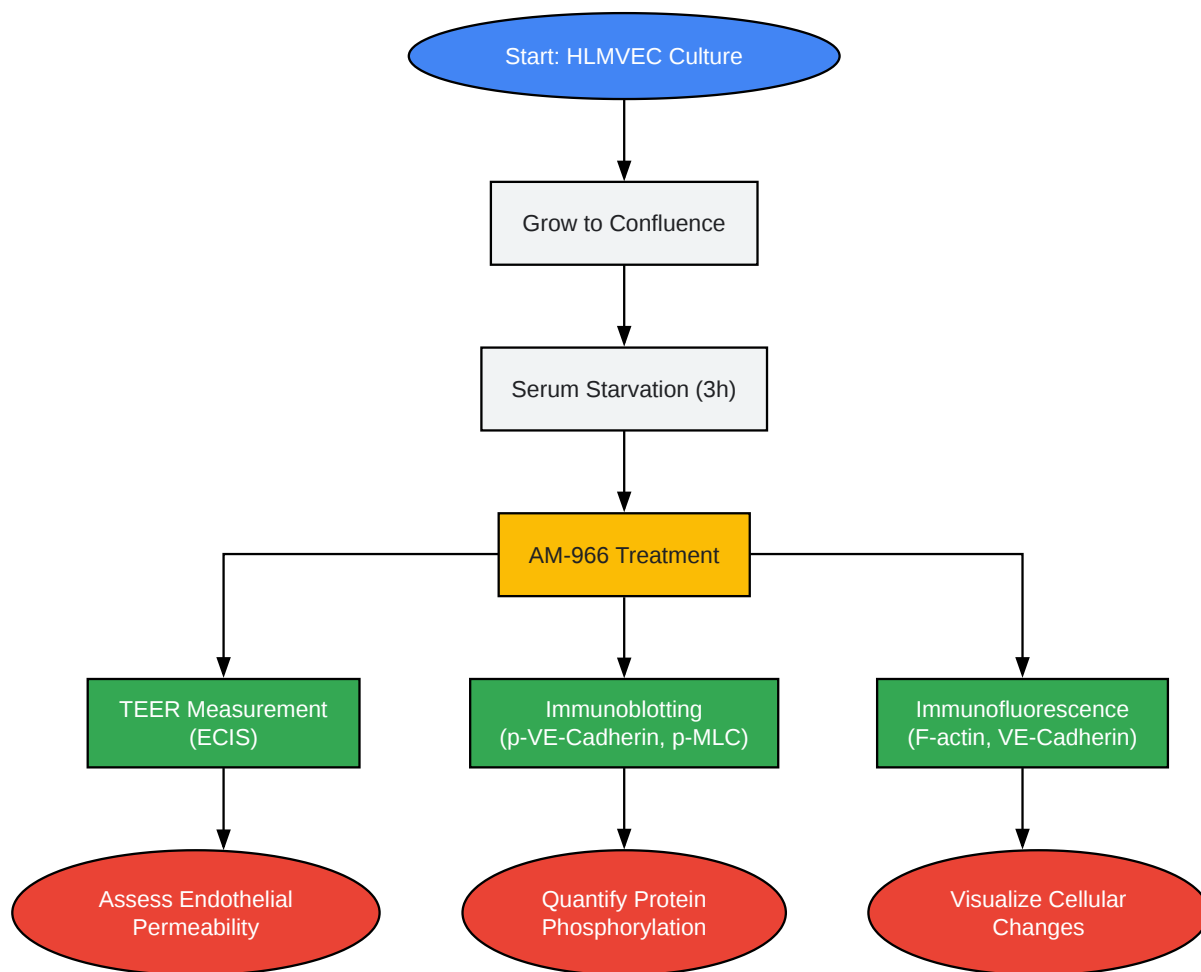 Start: HLMVEC Culture
Grow to Confluence
Serum Starvation (3h)
AM-966 Treatment
TEER Measurement
(ECIS)
Immunoblotting
(p-VE-Cadherin, p-MLC)
Immunofluorescence
(F-actin, VE-Cadherin)
Assess Endothelial
Permeability
Quantify Protein
Phosphorylation
Visualize Cellular
Changes